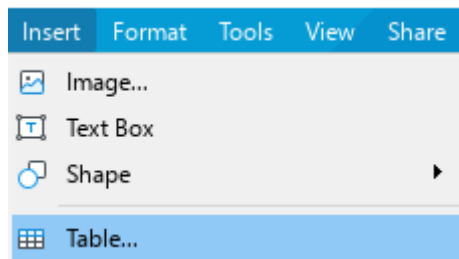 Insert Format Tools View Share
Image...
Text Box
Shape
Table...